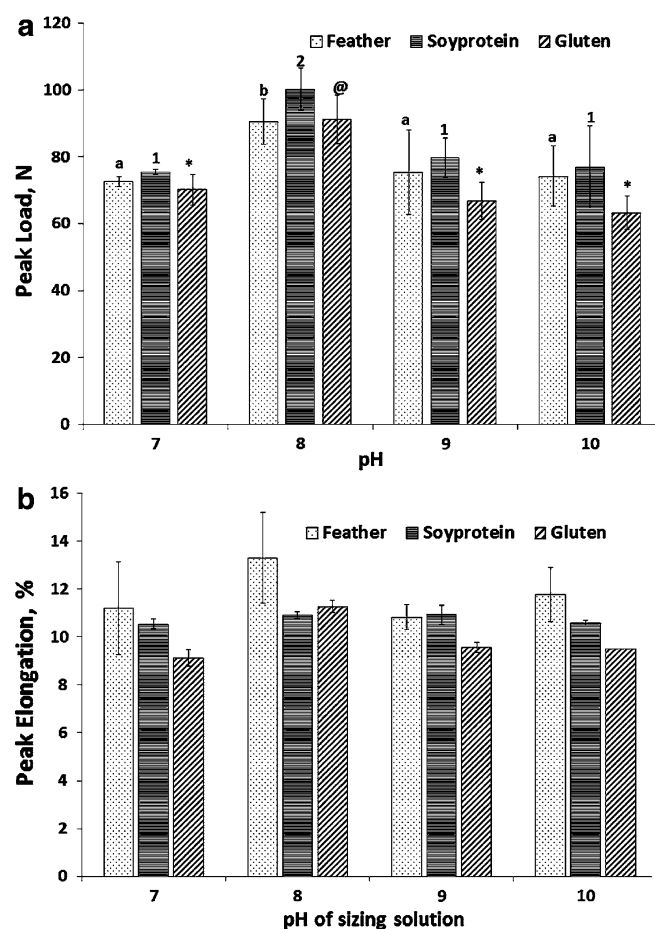 a
120
100
80
60
40
20
0
Peak Load, N
Feather Soyprotein Gluten
a 1 *
b 2 @
a 1 *
a 1 *
7 8 9 10
pH
b
16
14
12
10
8
6
4
2
0
Peak Elongation, %
Feather Soyprotein Gluten
7 8 9 10
pH of sizing solution